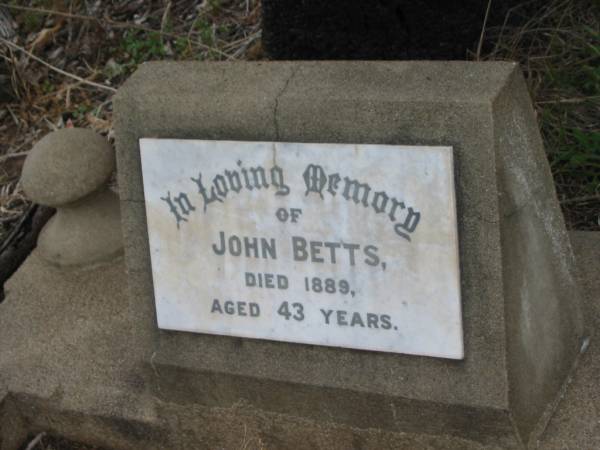 In Loving Memory
OF
JOHN BETTS,
DIED 1889,
AGED 43 YEARS.